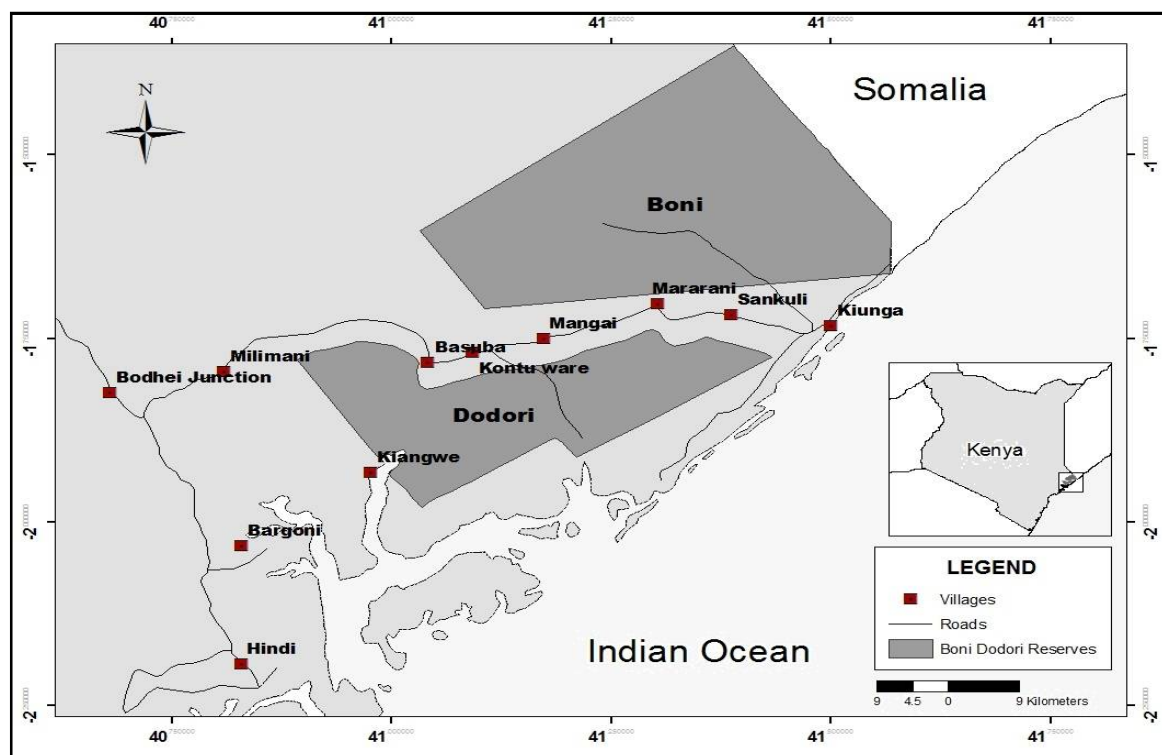 40 41 41 41 41
N
Somalia
-1 -1
Boni
Mararani
Sankuli
Kiunga
Mangai
-1 -1
Basuba
Kontu ware
Milimani
Bodhei Junction
Dodori
Kiangwe
Kenya
-2 -2
Bargoni
LEGEND
Villages
Roads
Boni Dodori Reserves
Hindi
Indian Ocean
9 4.5 0 9 Kilometers
-2 -2
40 41 41 41 41